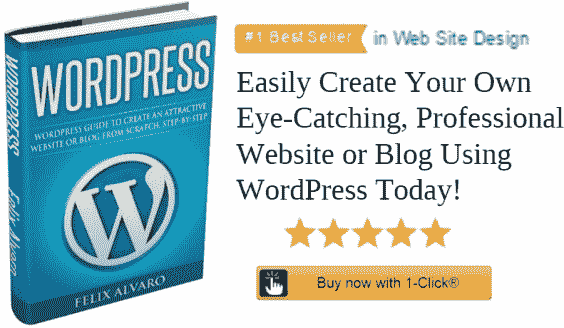 WORDPRESS
WORDPRESS GUIDE TO CREATE AN ATTRACTIVE
WEBSITE OR BLOG FROM SCRATCH, STEP-BY-STEP
W
FELIX ALVARO
WORDPRESS
Felix Alvaro
#1 Best Seller in Web Site Design
Easily Create Your Own
Eye-Catching, Professional
Website or Blog Using
WordPress Today!
Buy now with 1-Click®